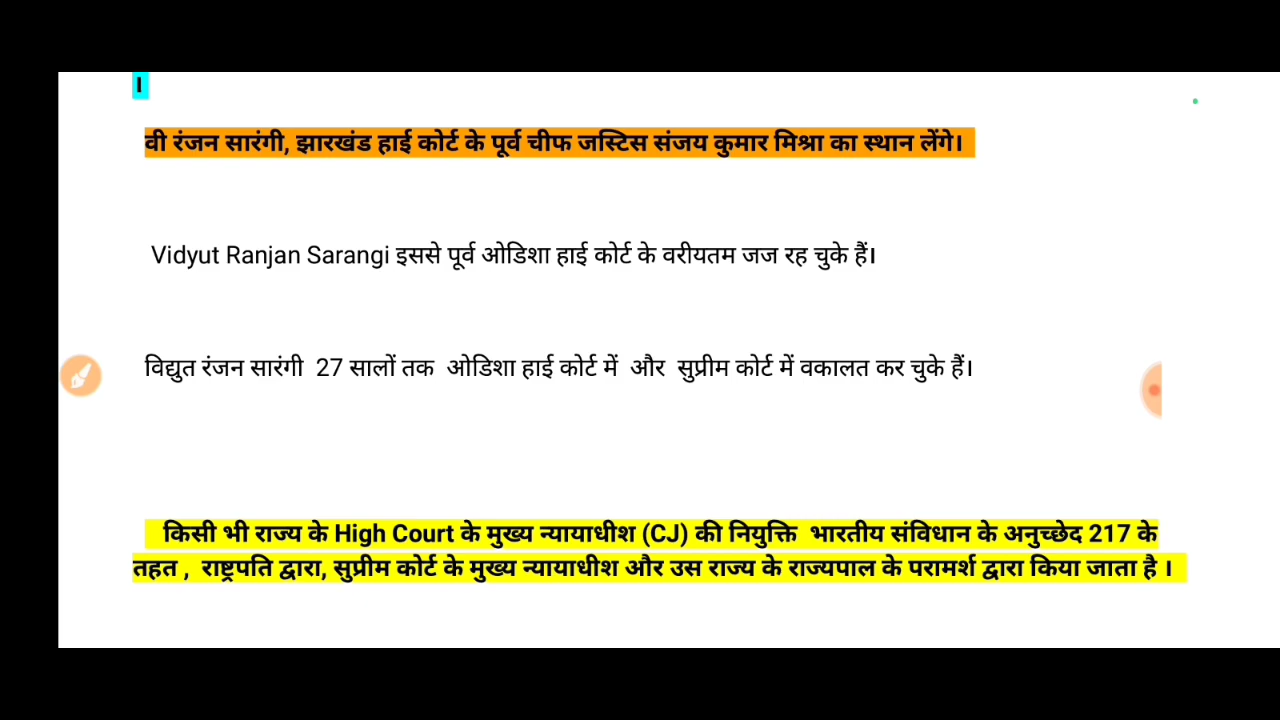 ।
वी रंजन सारंगी, झारखंड हाई कोर्ट के पूर्व चीफ जस्टिस संजय कुमार मिश्रा का स्थान लेंगे।
Vidyut Ranjan Sarangi इससे पूर्व ओडिशा हाई कोर्ट के वरीयतम जज रह चुके हैं।
विद्युत रंजन सारंगी 27 सालों तक ओडिशा हाई कोर्ट में और सुप्रीम कोर्ट में वकालत कर चुके हैं।
किसी भी राज्य के High Court के मुख्य न्यायाधीश (CJ) की नियुक्ति भारतीय संविधान के अनुच्छेद 217 के
तहत , राष्ट्रपति द्वारा, सुप्रीम कोर्ट के मुख्य न्यायाधीश और उस राज्य के राज्यपाल के परामर्श द्वारा किया जाता है ।